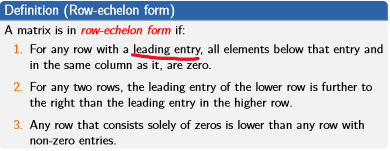 Definition (Row-echelon form)
A matrix is in row-echelon form if:
1. For any row with a leading entry, all elements below that entry and
in the same column as it, are zero.
2. For any two rows, the leading entry of the lower row is further to
the right than the leading entry in the higher row.
3. Any row that consists solely of zeros is lower than any row with
non-zero entries.